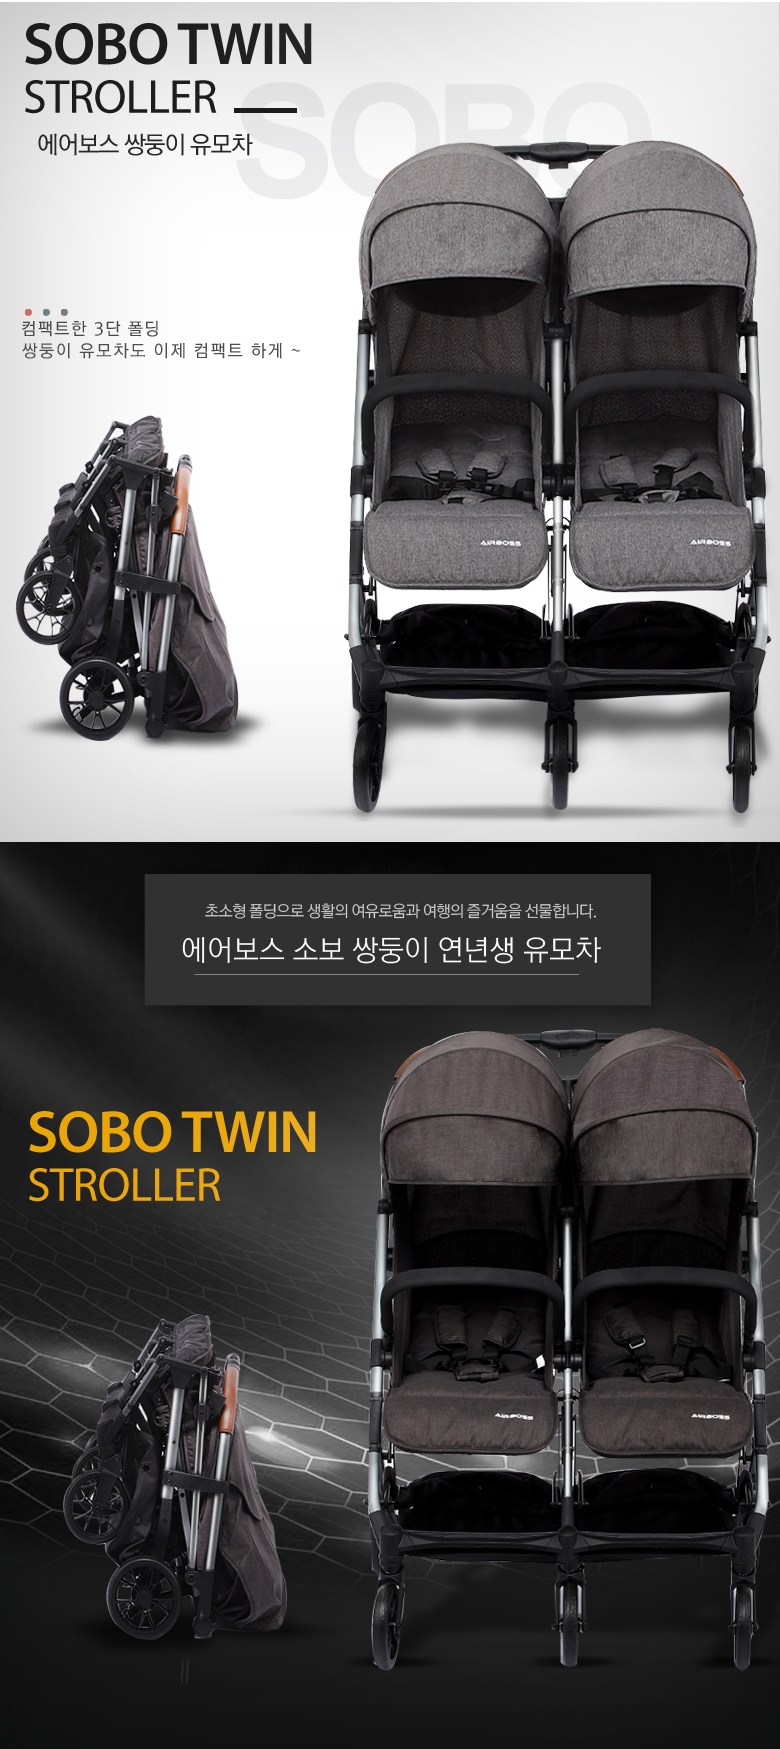 SOBO TWIN
STROLLER
에어보스 쌍둥이 유모차
SOBO
컴팩트한 3단 폴딩
쌍둥이 유모차도 이제 컴팩트 하게 ~
AIRBOSS
AIRBOSS
초소형 폴딩으로 생활의 여유로움과 여행의 즐거움을 선물합니다.
에어보스 소보 쌍둥이 연년생 유모차
SOBO TWIN
STROLLER
AIRBOSS
AIRBOSS